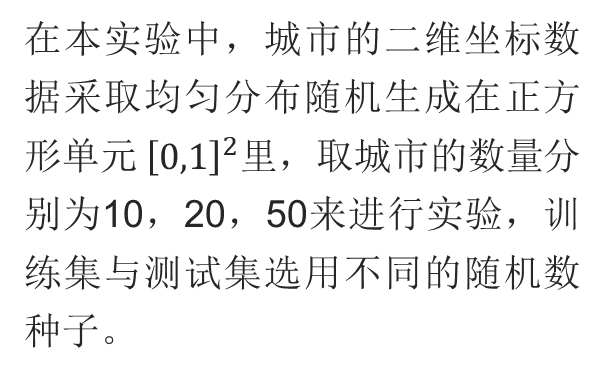 在本实验中，城市的二维坐标数
据采取均匀分布随机生成在正方
形单元 [0,1]²里，取城市的数量分
别为10，20，50来进行实验，训
练集与测试集选用不同的随机数
种子。